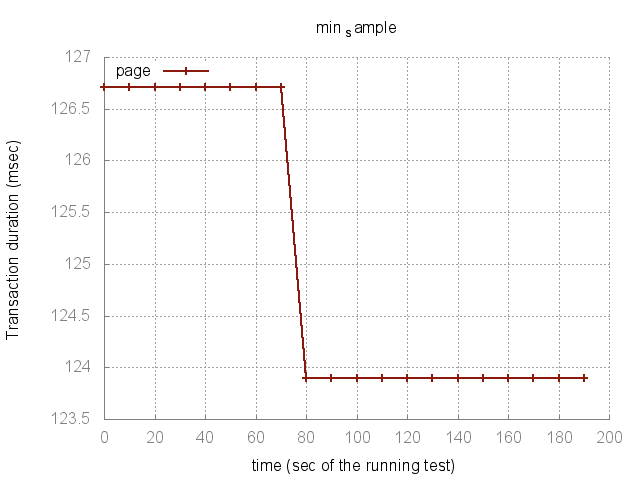 min sample
127
page
126.5
126
125.5
125
124.5
124
123.5
Transaction duration (msec)
0 20 40 60 80 100 120 140 160 180 200
time (sec of the running test)